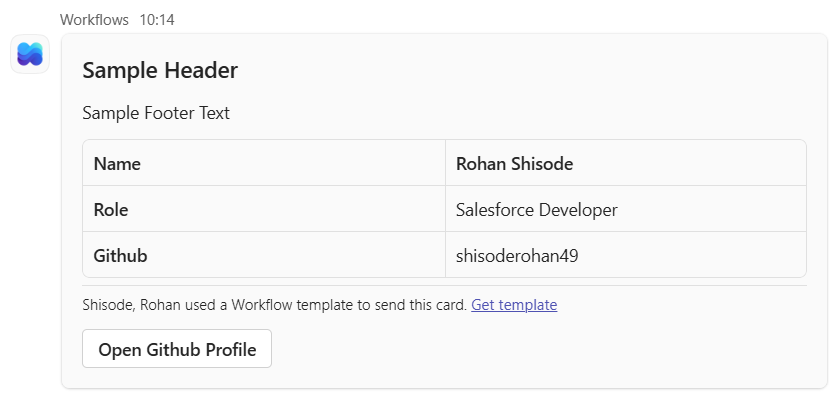 Workflows 10:14
Sample Header
Sample Footer Text
Name Rohan Shisode
Role Salesforce Developer
Github shisoderohan49
Shisode, Rohan used a Workflow template to send this card. Get template
Open Github Profile